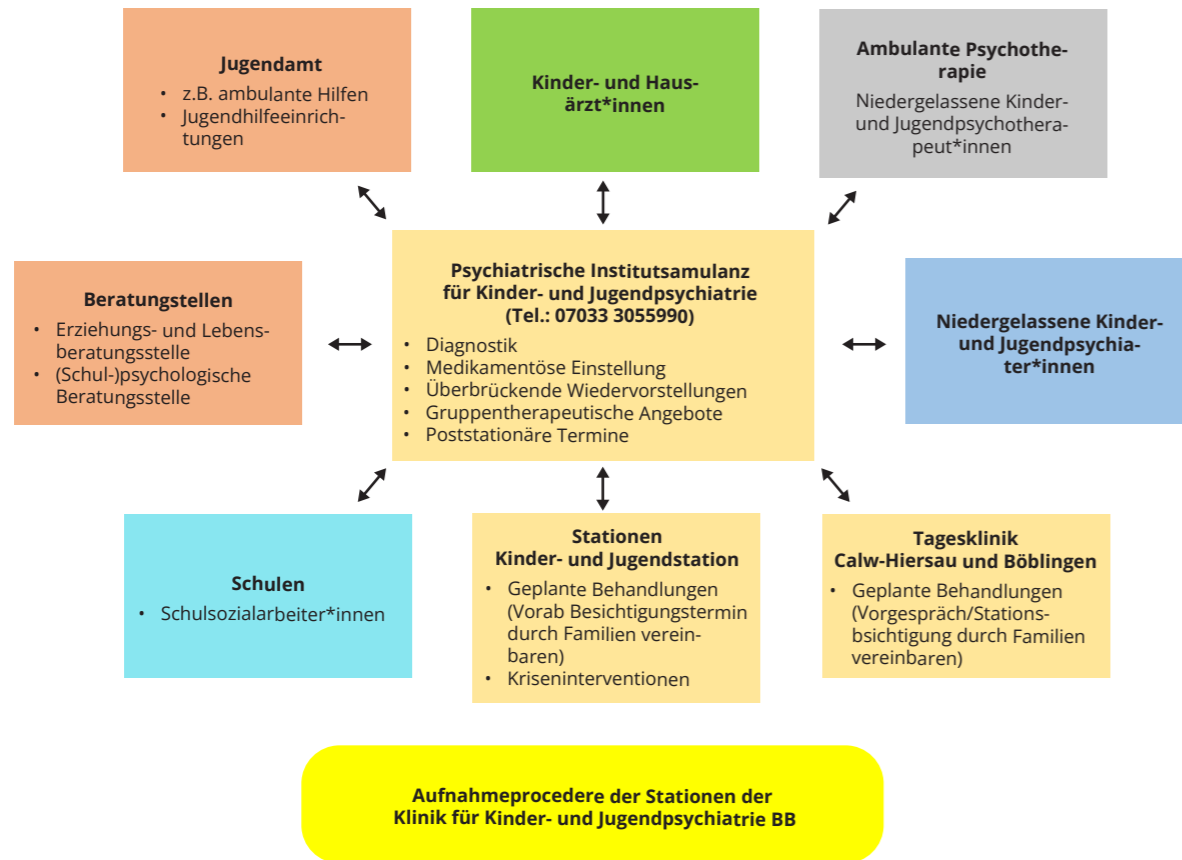 Jugendamt
• z.B. ambulante Hilfen
• Jugendhilfeeinrich-
tungen
Kinder- und Haus-
ärzt*innen
Ambulante Psychothe-
rapie
Niedergelassene Kinder-
und Jugendpsychothera-
peut*innen
Beratungstellen
• Erziehungs- und Lebens-
beratungsstelle
• (Schul-)psychologische
Beratungsstelle
Psychiatrische Institutsamulanz
für Kinder- und Jugendpsychiatrie
(Tel.: 07033 3055990)
• Diagnostik
• Medikamentöse Einstellung
• Überbrückende Wiedervorstellungen
• Gruppentherapeutische Angebote
• Poststationäre Termine
Niedergelassene Kinder-
und Jugendpsychia-
ter*innen
Schulen
• Schulsozialarbeiter*innen
Stationen
Kinder- und Jugendstation
• Geplante Behandlungen
(Vorab Besichtigungstermin
durch Familien verein-
baren)
• Kriseninterventionen
Tagesklinik
Calw-Hiersau und Böblingen
• Geplante Behandlungen
(Vorgespräch/Stations-
bsichtigung durch Familien
vereinbaren)
Aufnahmeprocedere der Stationen der
Klinik für Kinder- und Jugendpsychiatrie BB